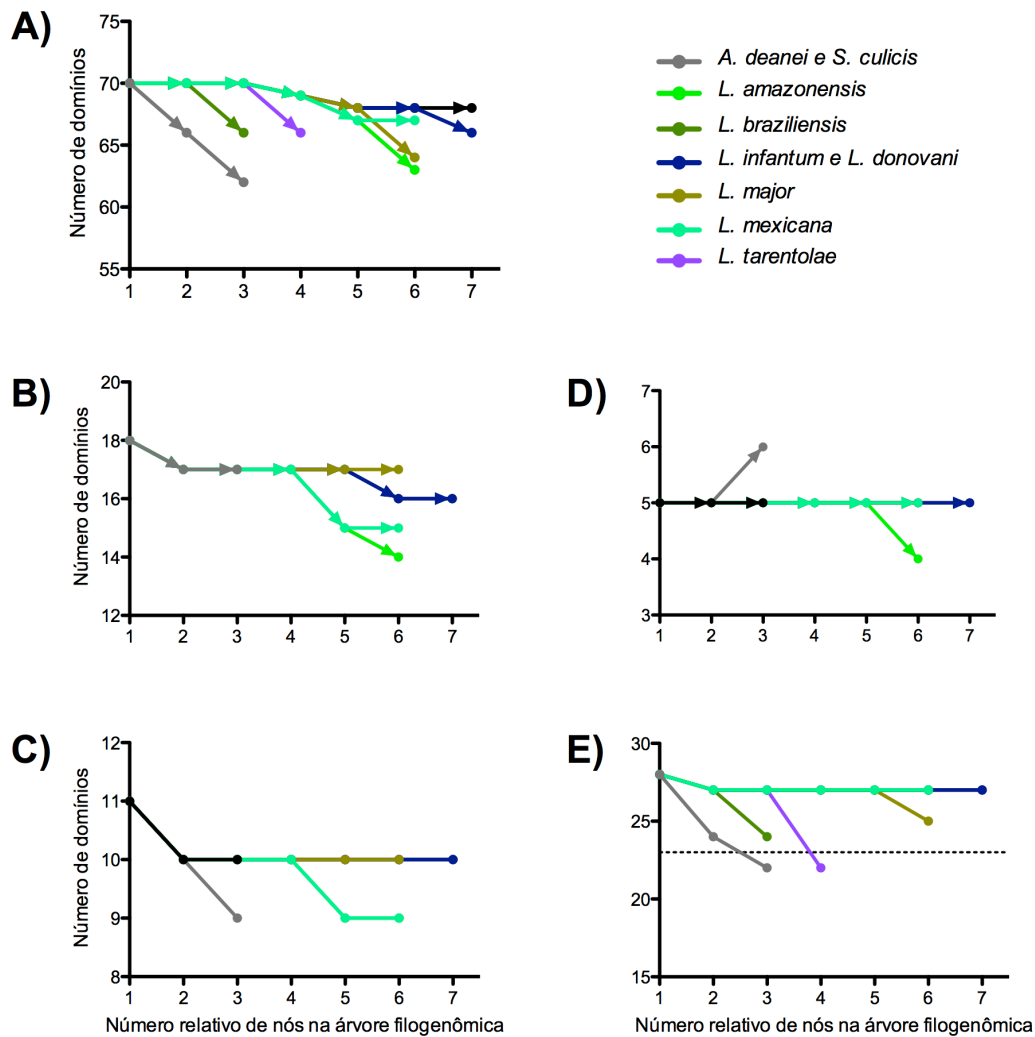 A)
Número de domínios
75
70
65
60
55
1 2 3 4 5 6 7
A. deanei e S. culicis
L. amazonensis
L. braziliensis
L. infantum e L. donovani
L. major
L. mexicana
L. tarentolae
B)
Número de domínios
20
18
16
14
12
1 2 3 4 5 6 7
D)
7
6
5
4
3
1 2 3 4 5 6 7
C)
Número de domínios
12
11
10
9
8
1 2 3 4 5 6 7
Número relativo de nós na árvore filogenômica
E)
30
25
20
15
1 2 3 4 5 6 7
Número relativo de nós na árvore filogenômica